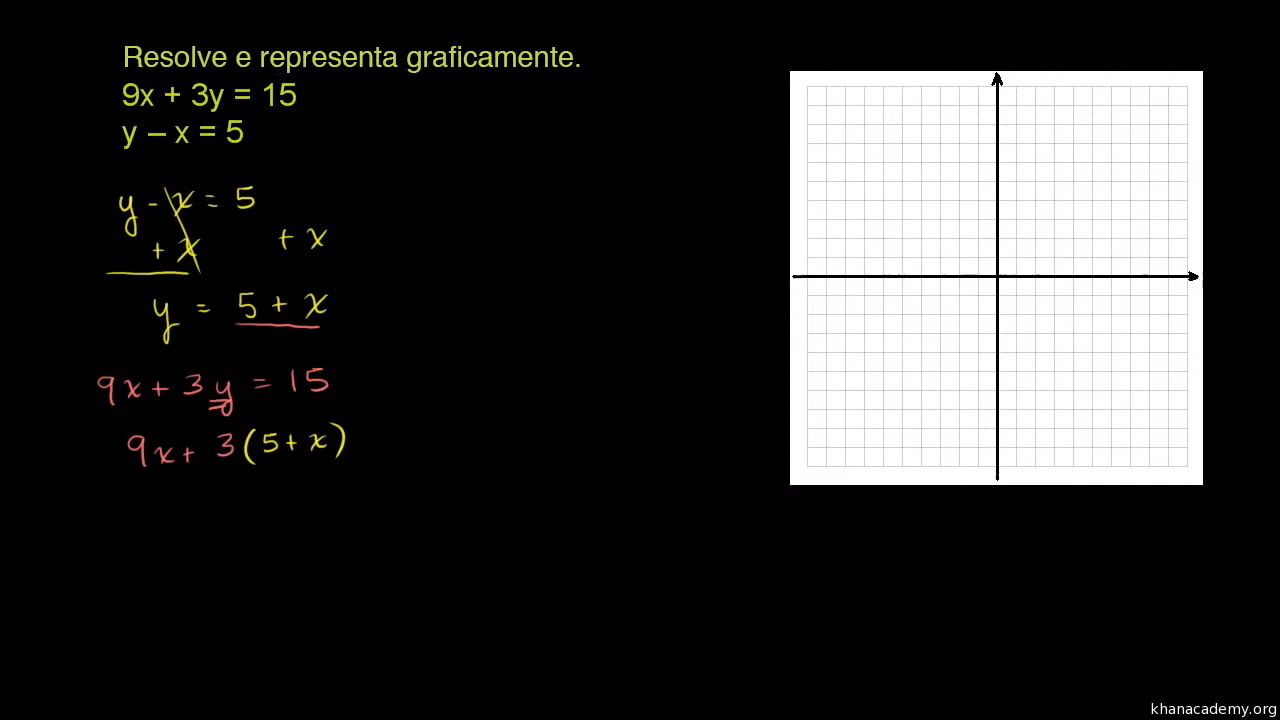 Resolve e representa graficamente.
9x + 3y = 15
y – x = 5
y - x = 5
+ x + x
y = 5 + x
9x + 3y = 15
9x + 3(5 + x)
khanacademy.org